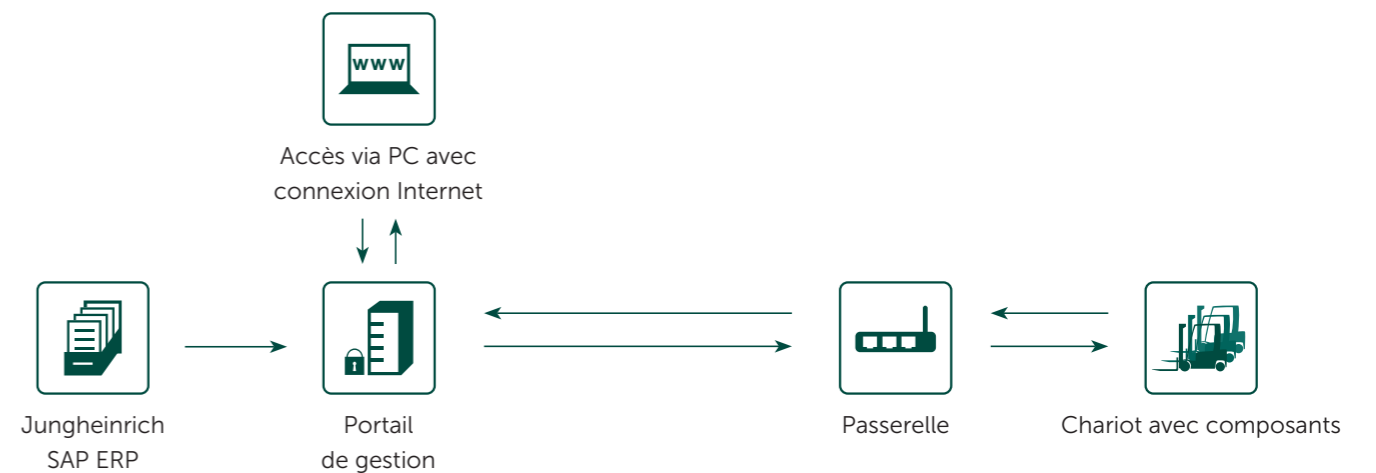 www
Accès via PC avec
connexion Internet
Jungheinrich
SAP ERP
Portail
de gestion
Passerelle
Chariot avec composants